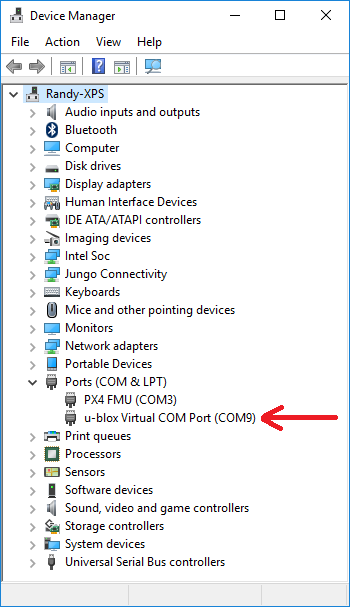 Device Manager
File Action View Help
Randy-XPS
Audio inputs and outputs
Bluetooth
Computer
Disk drives
Display adapters
Human Interface Devices
IDE ATA/ATAPI controllers
Imaging devices
Intel Soc
Jungo Connectivity
Keyboards
Mice and other pointing devices
Monitors
Network adapters
Portable Devices
Ports (COM & LPT)
PX4 FMU (COM3)
u-blox Virtual COM Port (COM9)
Print queues
Processors
Sensors
Software devices
Sound, video and game controllers
Storage controllers
System devices
Universal Serial Bus controllers